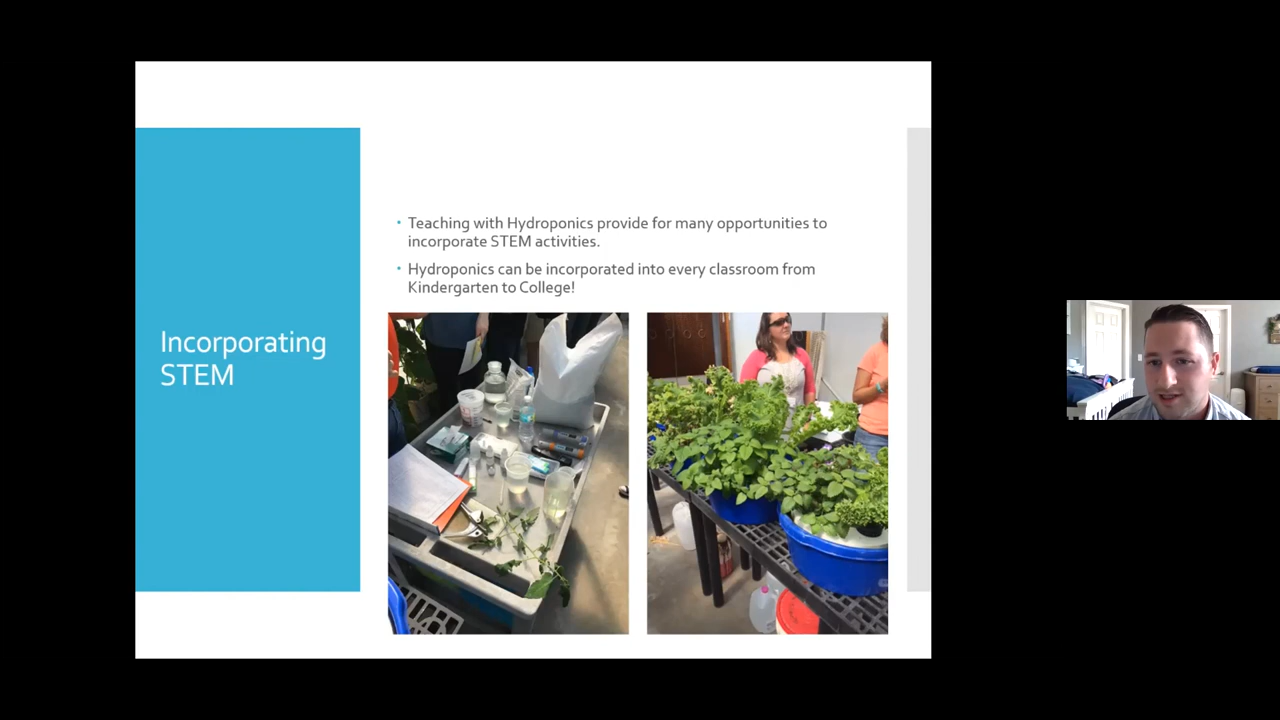 Incorporating
STEM
Teaching with Hydroponics provide for many opportunities to
incorporate STEM activities.
Hydroponics can be incorporated into every classroom from
Kindergarten to College!